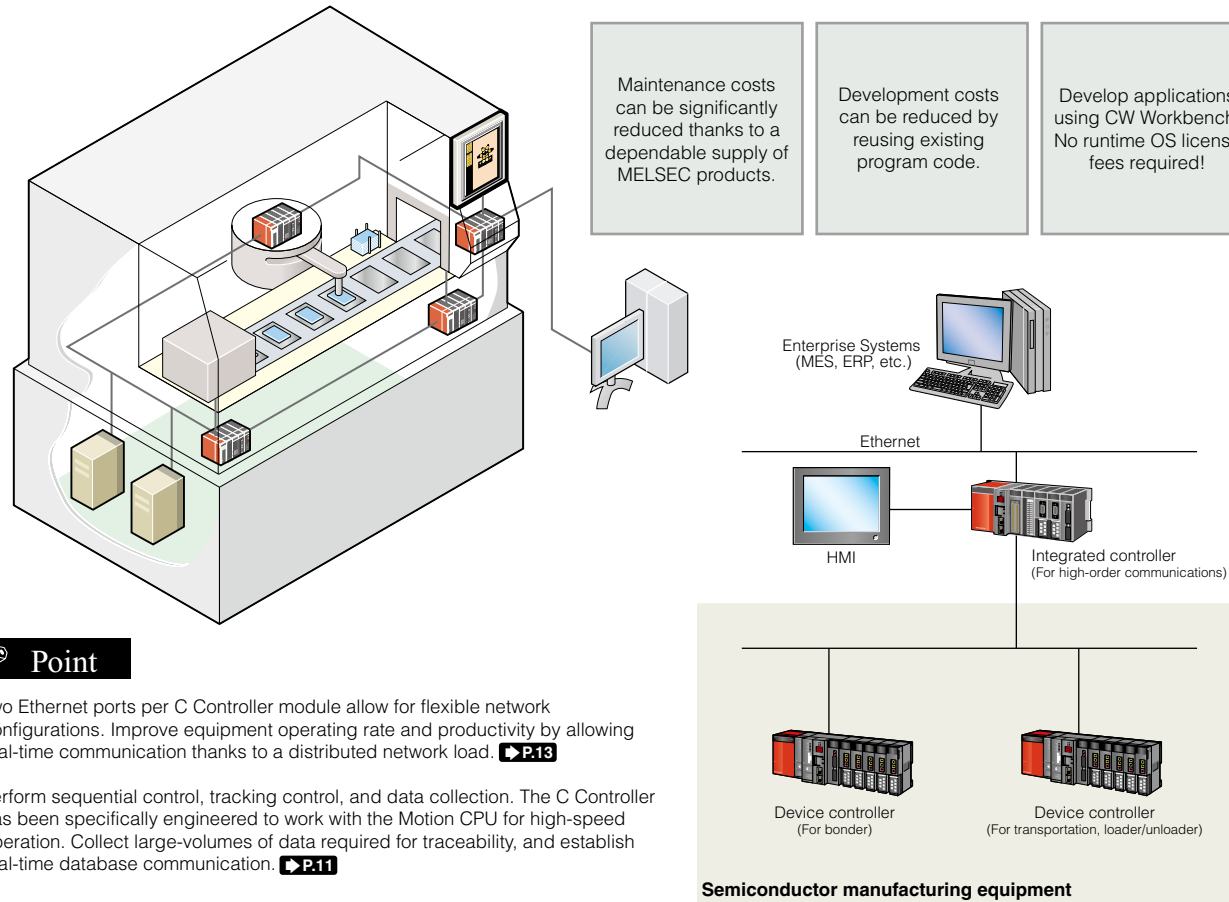 Maintenance costs
can be significantly
reduced thanks to a
dependable supply of
MELSEC products.
Development costs
can be reduced by
reusing existing
program code.
Develop applications
using CW Workbench
No runtime OS license
fees required!
Enterprise Systems
(MES, ERP, etc.)
Ethernet
HMI
Integrated controller
(For high-order communications)
Point
wo Ethernet ports per C Controller module allow for flexible network
onfigurations. Improve equipment operating rate and productivity by allowing
al-time communication thanks to a distributed network load. P.13
erform sequential control, tracking control, and data collection. The C Controller
as been specifically engineered to work with the Motion CPU for high-speed
peration. Collect large-volumes of data required for traceability, and establish
al-time database communication. P.11
Device controller
(For bonder)
Device controller
(For transportation, loader/unloader)
Semiconductor manufacturing equipment